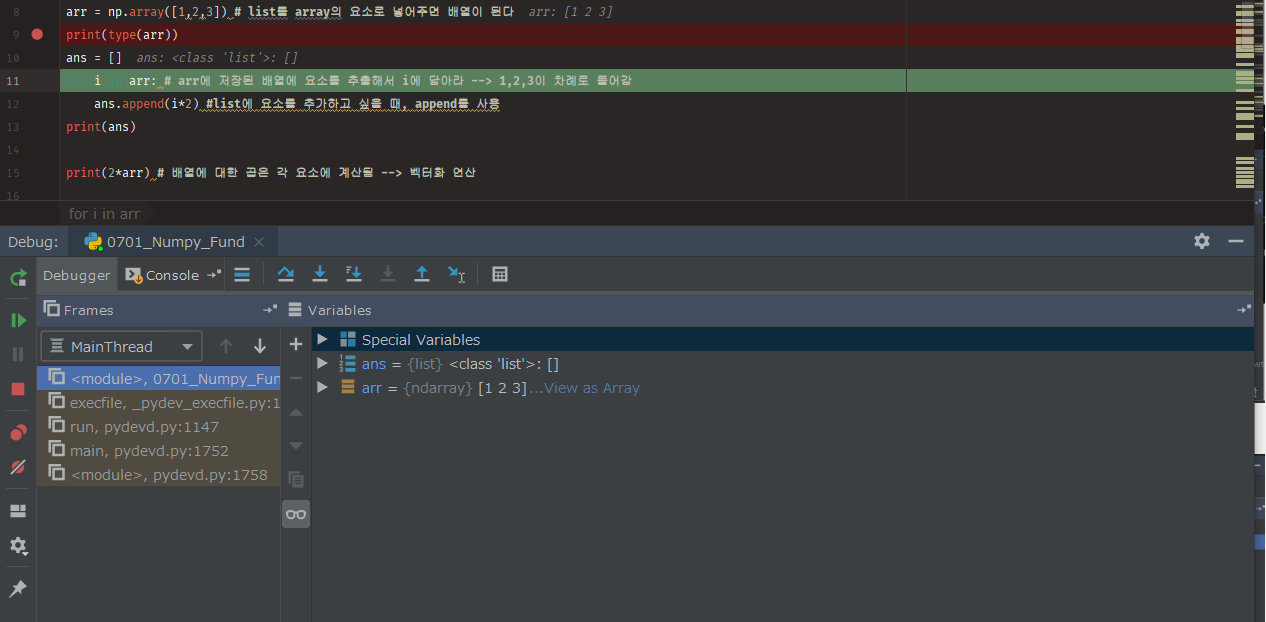 8 arr = np.array([1,2,3]) # list를 array의 요소로 넣어주면 배열이 된다 arr: [1 2 3]
9 print(type(arr))
10 ans = [] ans: <class 'list'>: []
11 for i in arr: # arr에 저장된 배열에 요소를 추출해서 i에 담아라 --> 1,2,3이 차례로 들어감
12 ans.append(i*2) #list에 요소를 추가하고 싶을 때, append를 사용
13 print(ans)
14
15 print(2*arr) # 배열에 대한 곱은 각 요소에 계산됨 --> 벡터화 연산
16
for i in arr
Debug: 0701_Numpy_Fund
Debugger Console
Frames Variables
MainThread
Special Variables
<module>, 0701_Numpy_Fun
ans = {list} <class 'list'>: []
execfile, _pydev_execfile.py:1
arr = {ndarray} [1 2 3]...View as Array
run, pydevd.py:1147
main, pydevd.py:1752
<module>, pydevd.py:1758